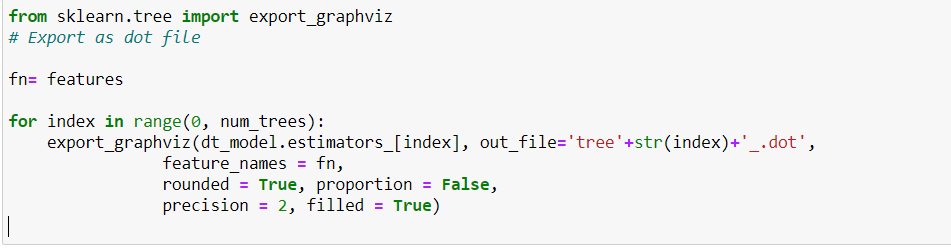 from sklearn.tree import export_graphviz
# Export as dot file
fn= features
for index in range(0, num_trees):
export_graphviz(dt_model.estimators_[index], out_file='tree'+str(index)+'_.dot',
feature_names = fn,
rounded = True, proportion = False,
precision = 2, filled = True)